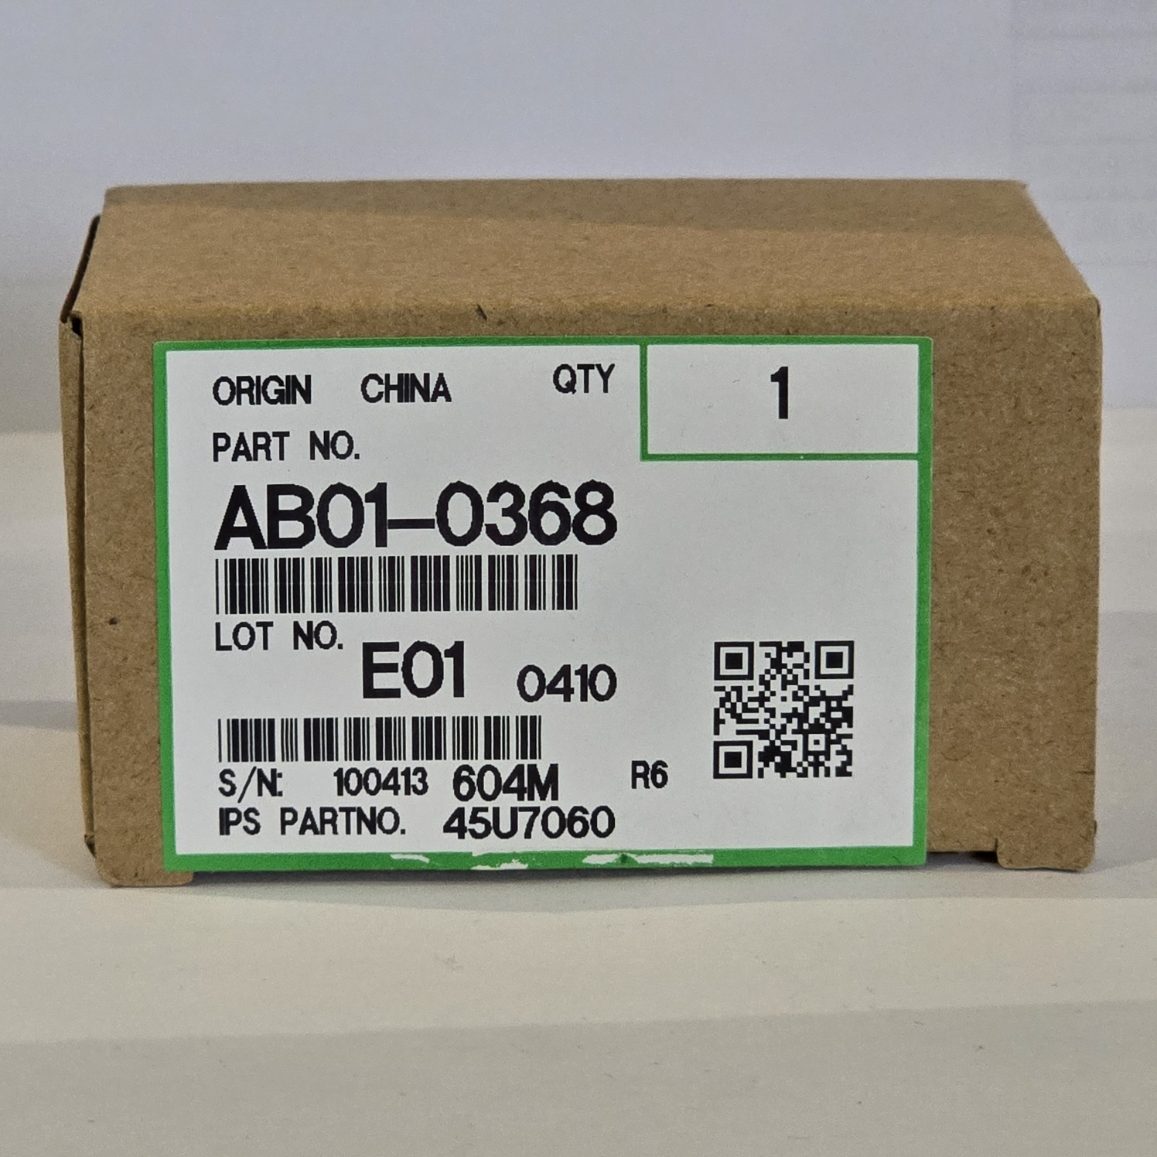 ORIGIN CHINA QTY 1
PART NO.
AB01-0368
LOT NO.
E01 0410
S/N: 100413 604M R6
IPS PARTNO. 45U7060